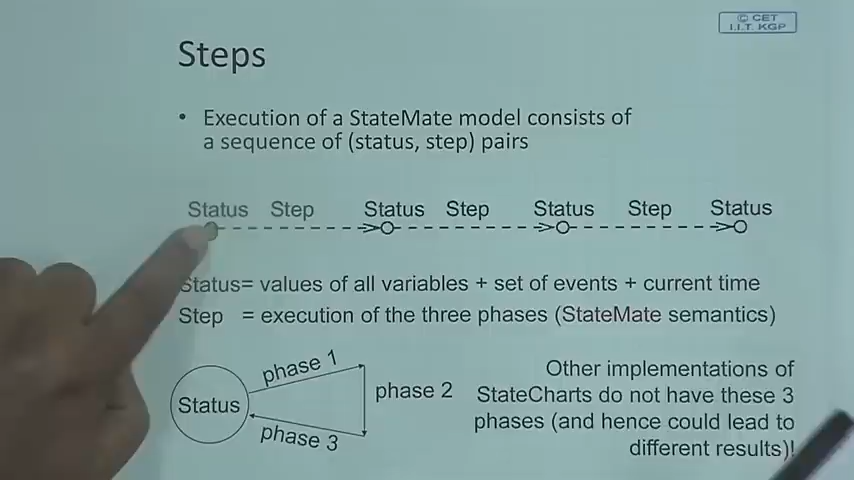 © CET
I.I.T. KGP
Steps
• Execution of a StateMate model consists of
a sequence of (status, step) pairs
Status Step Status Step Status Step Status
Status= values of all variables + set of events + current time
Step = execution of the three phases (StateMate semantics)
Status
phase 1
phase 2
phase 3
Other implementations of
StateCharts do not have these 3
phases (and hence could lead to
different results)!